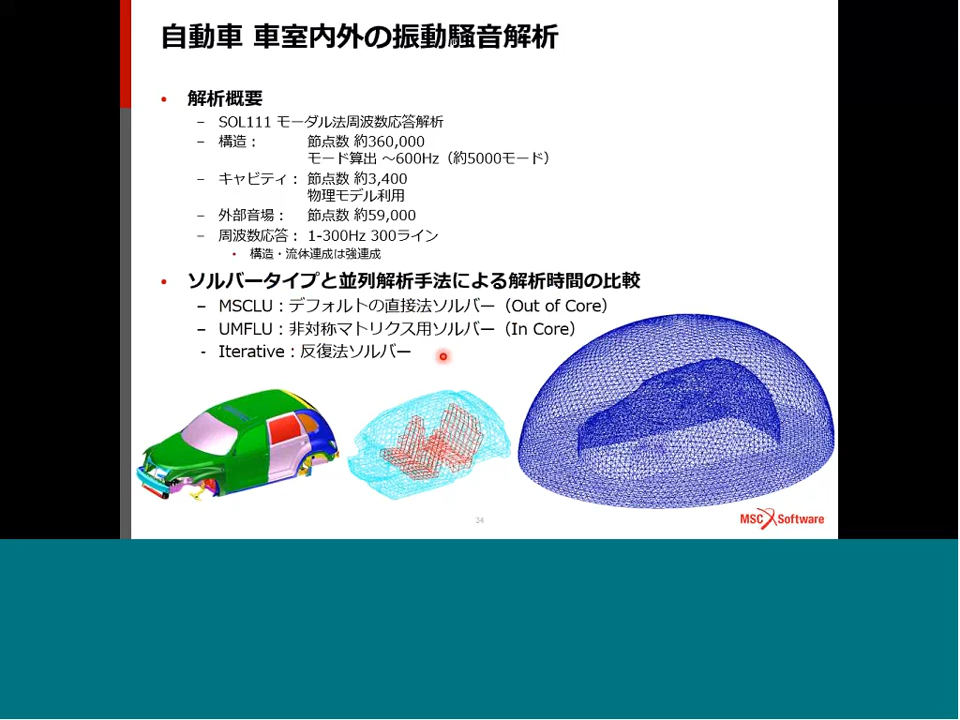 自動車 車室内外の振動騒音解析
• 解析概要
– SOL111 モーダル法周波数応答解析
– 構造： 節点数 約360,000
モード算出 ～600Hz（約5000モード）
– キャビティ： 節点数 約3,400
物理モデル利用
– 外部音場： 節点数 約59,000
– 周波数応答： 1-300Hz 300ライン
• 構造・流体連成は強連成
• ソルバータイプと並列解析手法による解析時間の比較
– MSCLU：デフォルトの直接法ソルバー（Out of Core）
– UMFLU：非対称マトリクス用ソルバー（In Core）
- Iterative：反復法ソルバー
34
MSC Software